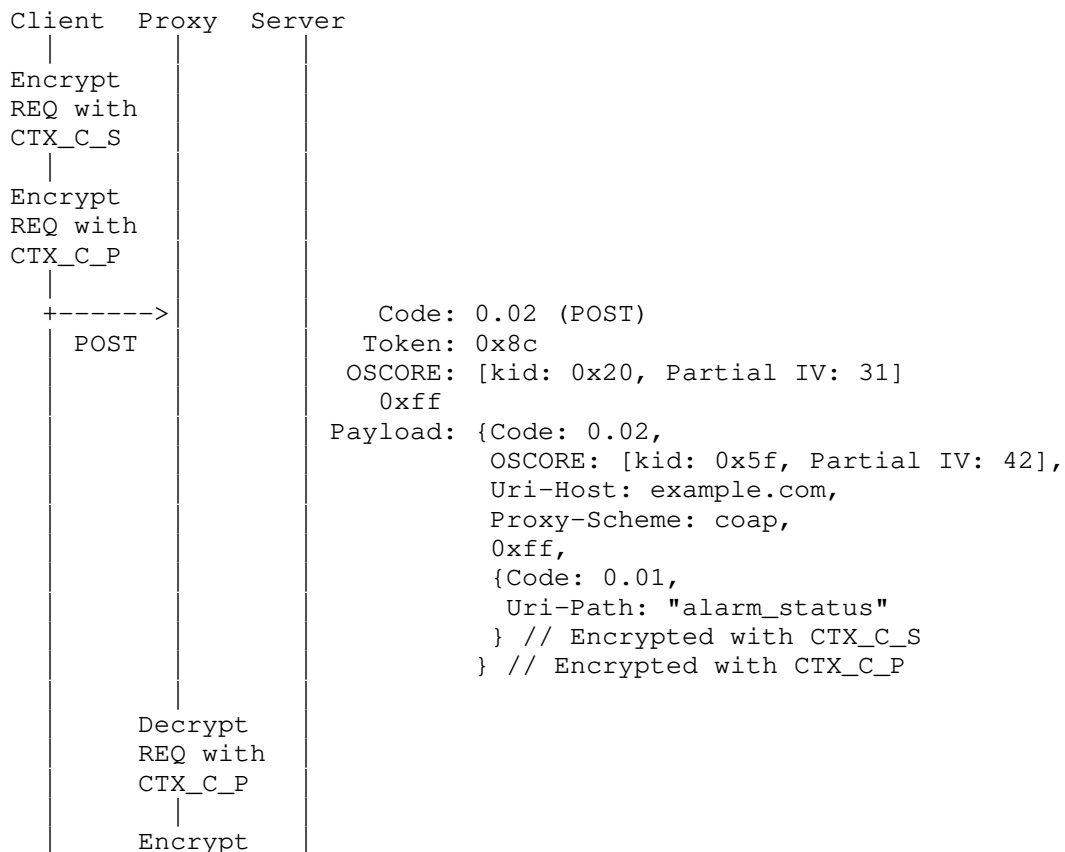 Client  Proxy  Server
Encrypt
REQ with
CTX_C_S
Encrypt
REQ with
CTX_C_P
+------>      Code: 0.02 (POST)
POST      Token: 0x8c
OSCORE: [kid: 0x20, Partial IV: 31]
0xff
Payload: {Code: 0.02,
OSCORE: [kid: 0x5f, Partial IV: 42],
Uri-Host: example.com,
Proxy-Scheme: coap,
0xff,
{Code: 0.01,
Uri-Path: "alarm_status"
} // Encrypted with CTX_C_S
} // Encrypted with CTX_C_P
Decrypt
REQ with
CTX_C_P
Encrypt